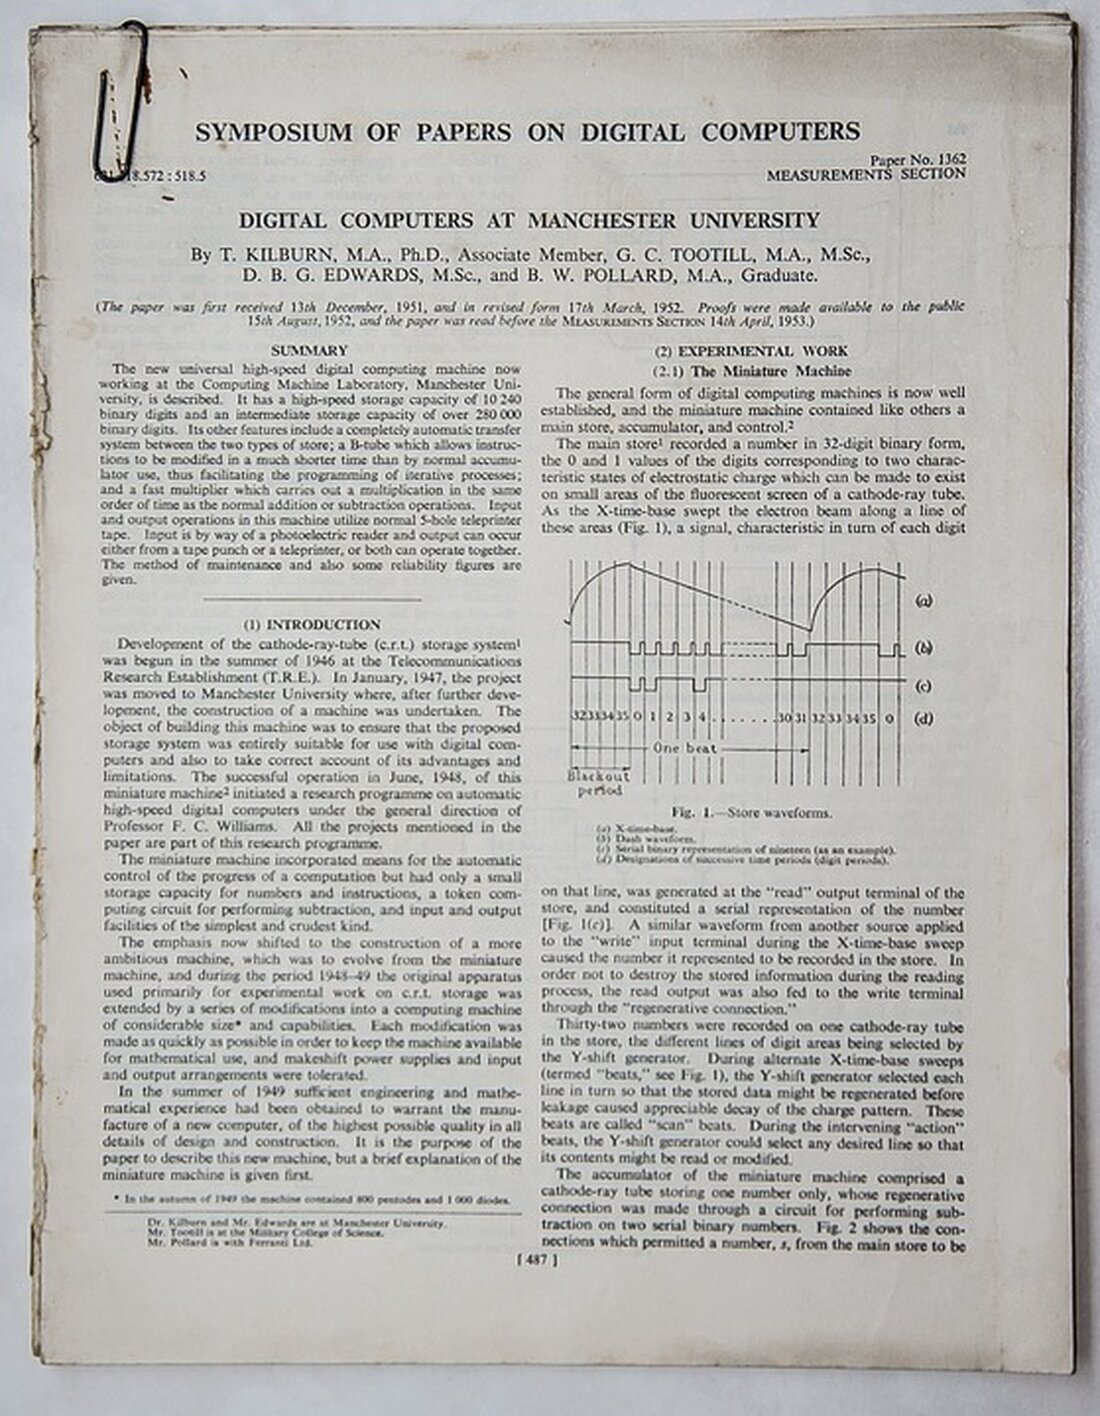 SYMPOSIUM OF PAPERS ON DIGITAL COMPUTERS
Paper No. 1362
18.572 : 518.5
MEASUREMENTS SECTION
DIGITAL COMPUTERS AT MANCHESTER UNIVERSITY
By T. KILBURN, M.A., Ph.D., Associate Member, G. C. TOOTILL, M.A., M.Sc.,
D. B. G. EDWARDS, M.Sc., and B. W. POLLARD, M.A., Graduate.
(The paper was first received 13th December, 1951, and in revised form 17th March, 1952. Proofs were made available to the public
15th August, 1952, and the paper was read before the MEASUREMENTS SECTION 14th April, 1953.)
SUMMARY
The new universal high-speed digital computing machine now
working at the Computing Machine Laboratory, Manchester Uni-
versity, is described. It has a high-speed storage capacity of 10 240
binary digits and an intermediate storage capacity of over 280 000
binary digits. Its other features include a completely automatic transfer
system between the two types of store; a B-tube which allows instruc-
tions to be modified in a much shorter time than by normal accumu-
lator use, thus facilitating the programming of iterative processes;
and a fast multiplier which carries out a multiplication in the same
order of time as the normal addition or subtraction operations. Input
and output operations in this machine utilize normal 5-hole teleprinter
tape. Input is by way of a photoelectric reader and output can occur
either from a tape punch or a teleprinter, or both can operate together.
The method of maintenance and also some reliability figures are
given.
(1) INTRODUCTION
Development of the cathode-ray-tube (c.r.t.) storage system¹
was begun in the summer of 1946 at the Telecommunications
Research Establishment (T.R.E.). In January, 1947, the project
was moved to Manchester University where, after further deve-
lopment, the construction of a machine was undertaken. The
object of building this machine was to ensure that the proposed
storage system was entirely suitable for use with digital com-
puters and also to take correct account of its advantages and
limitations. The successful operation in June, 1948, of this
miniature machine² initiated a research programme on automatic
high-speed digital computers under the general direction of
Professor F. C. Williams. All the projects mentioned in the
paper are part of this research programme.
The miniature machine incorporated means for the automatic
control of the progress of a computation but had only a small
storage capacity for numbers and instructions, a token com-
puting circuit for performing subtraction, and input and output
facilities of the simplest and crudest kind.
The emphasis now shifted to the construction of a more
ambitious machine, which was to evolve from the miniature
machine, and during the period 1948–49 the original apparatus
used primarily for experimental work on c.r.t. storage was
extended by a series of modifications into a computing machine
of considerable size* and capabilities. Each modification was
made as quickly as possible in order to keep the machine available
for mathematical use, and makeshift power supplies and input
and output arrangements were tolerated.
In the summer of 1949 sufficient engineering and mathe-
matical experience had been obtained to warrant the manu-
facture of a new computer, of the highest possible quality in all
details of design and construction. It is the purpose of the
paper to describe this new machine, but a brief explanation of the
miniature machine is given first.
* In the autumn of 1949 the machine contained 800 pentodes and 1 000 diodes.
Dr. Kilburn and Mr. Edwards are at Manchester University.
Mr. Tootill is at the Military College of Science.
Mr. Pollard is with Ferranti Ltd.
(2) EXPERIMENTAL WORK
(2.1) The Miniature Machine
The general form of digital computing machines is now well
established, and the miniature machine contained like others a
main store, accumulator, and control.²
The main store¹ recorded a number in 32-digit binary form,
the 0 and 1 values of the digits corresponding to two charac-
teristic states of electrostatic charge which can be made to exist
on small areas of the fluorescent screen of a cathode-ray tube.
As the X-time-base swept the electron beam along a line of
these areas (Fig. 1), a signal, characteristic in turn of each digit
(a)
(b)
(c)
32 33 34 35 0 1 2 3 4 . . . . . . . 30 31 32 33 34 35 0 (d)
One beat
Blackout
period
Fig. 1.—Store waveforms.
(a) X-time-base.
(b) Dash waveform.
(c) Serial binary representation of nineteen (as an example).
(d) Designations of successive time periods (digit periods).
on that line, was generated at the "read" output terminal of the
store, and constituted a serial representation of the number
[Fig. 1(c)]. A similar waveform from another source applied
to the "write" input terminal during the X-time-base sweep
caused the number it represented to be recorded in the store. In
order not to destroy the stored information during the reading
process, the read output was also fed to the write terminal
through the "regenerative connection."
Thirty-two numbers were recorded on one cathode-ray tube
in the store, the different lines of digit areas being selected by
the Y-shift generator. During alternate X-time-base sweeps
(termed "beats," see Fig. 1), the Y-shift generator selected each
line in turn so that the stored data might be regenerated before
leakage caused appreciable decay of the charge pattern. These
beats are called "scan" beats. During the intervening "action"
beats, the Y-shift generator could select any desired line so that
its contents might be read or modified.
The accumulator of the miniature machine comprised a
cathode-ray tube storing one number only, whose regenerative
connection was made through a circuit for performing sub-
traction on two serial binary numbers. Fig. 2 shows the con-
nections which permitted a number, s, from the main store to be
[ 487 ]